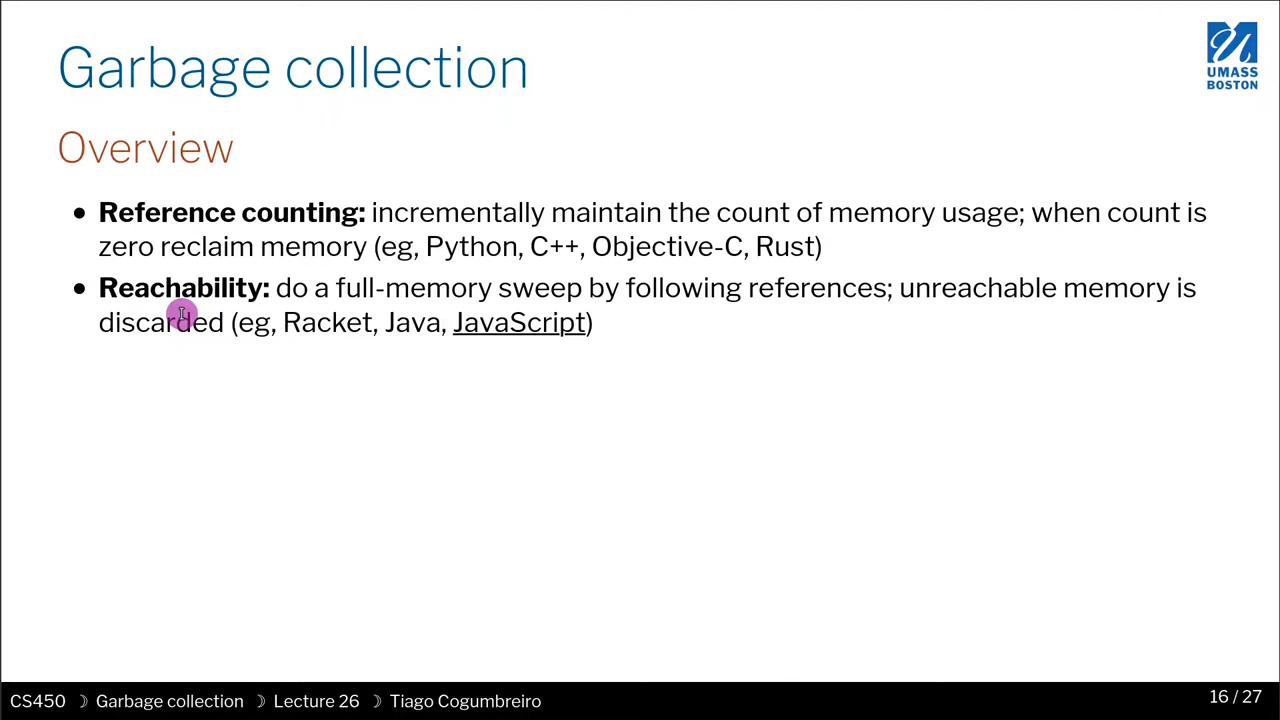 Garbage collection
UMASS
BOSTON
Overview
• Reference counting: incrementally maintain the count of memory usage; when count is
zero reclaim memory (eg, Python, C++, Objective-C, Rust)
• Reachability: do a full-memory sweep by following references; unreachable memory is
discarded (eg, Racket, Java, JavaScript)
CS450 ☽ Garbage collection ☽ Lecture 26 ☽ Tiago Cogumbreiro
16 / 27